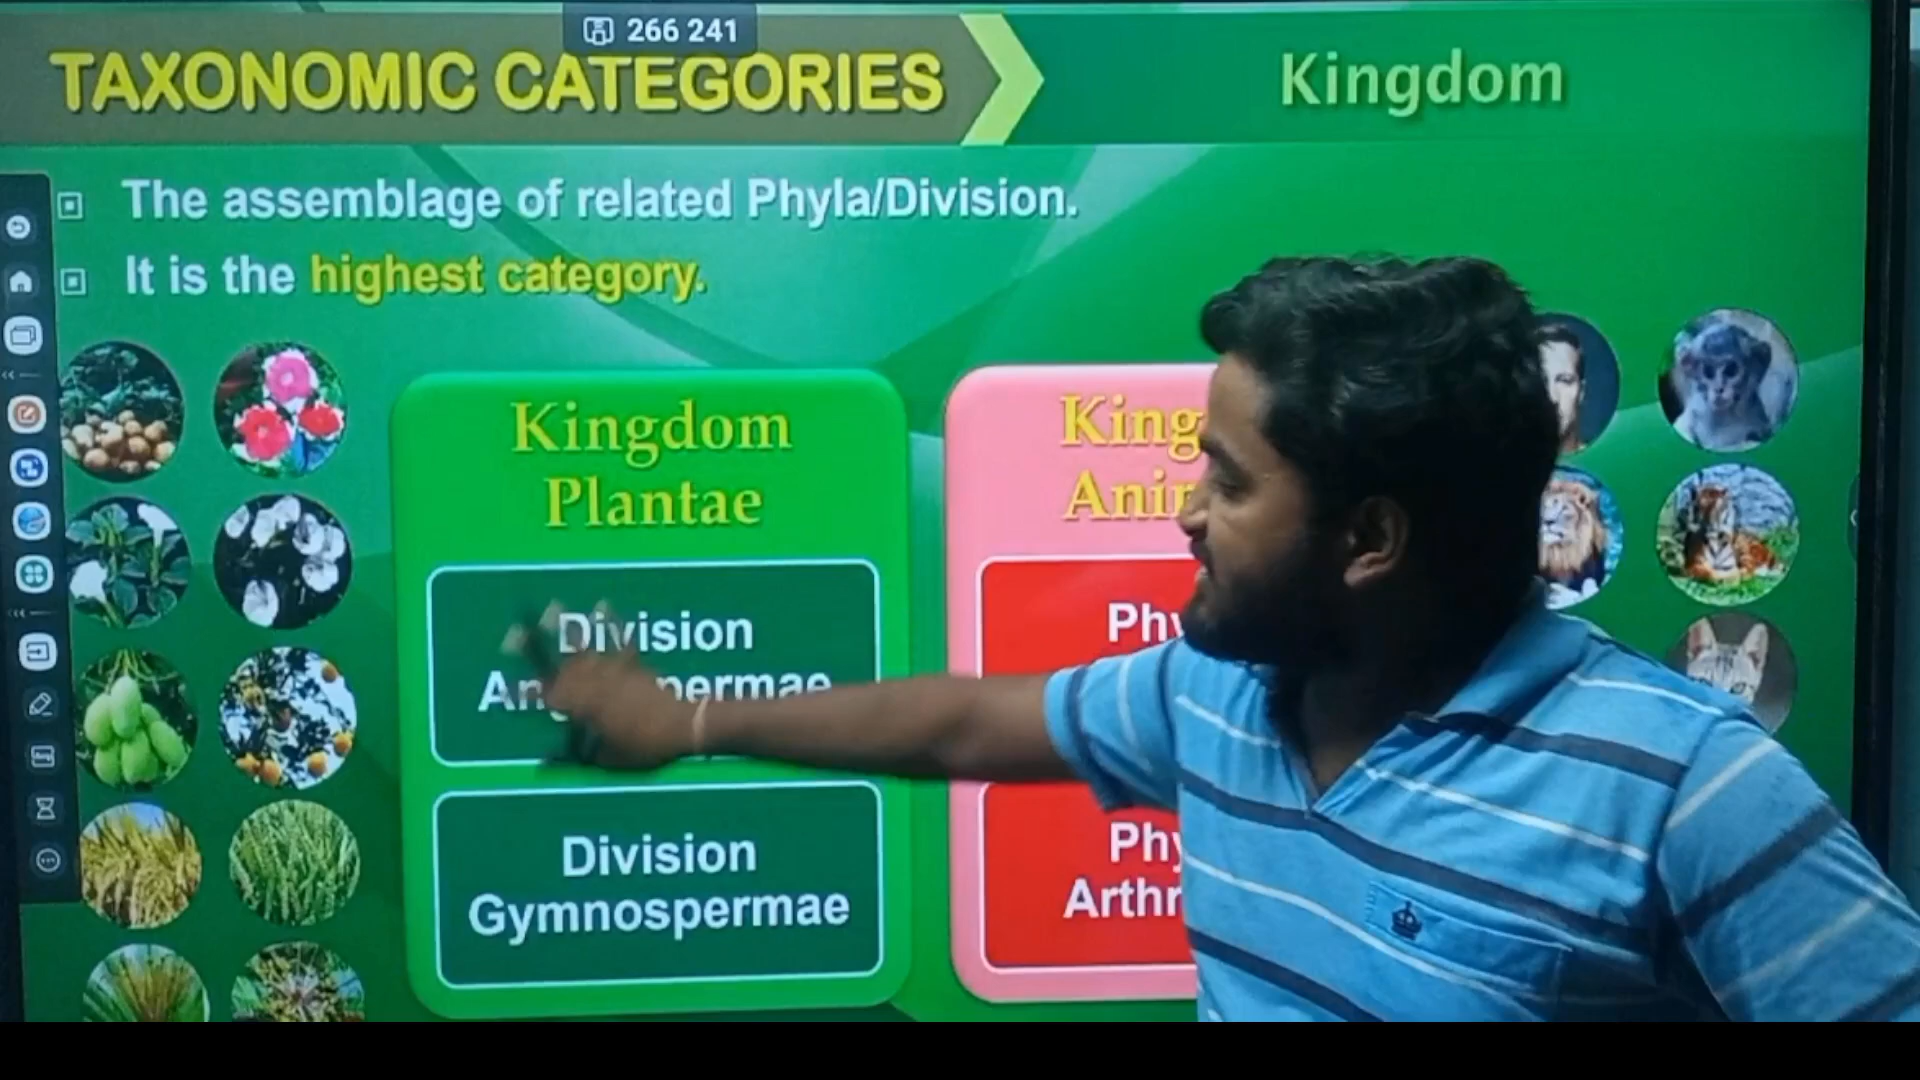 266 241
TAXONOMIC CATEGORIES
Kingdom
The assemblage of related Phyla/Division.
It is the highest category.
Kingdom
Plantae
Division
Division
Gymnospermae